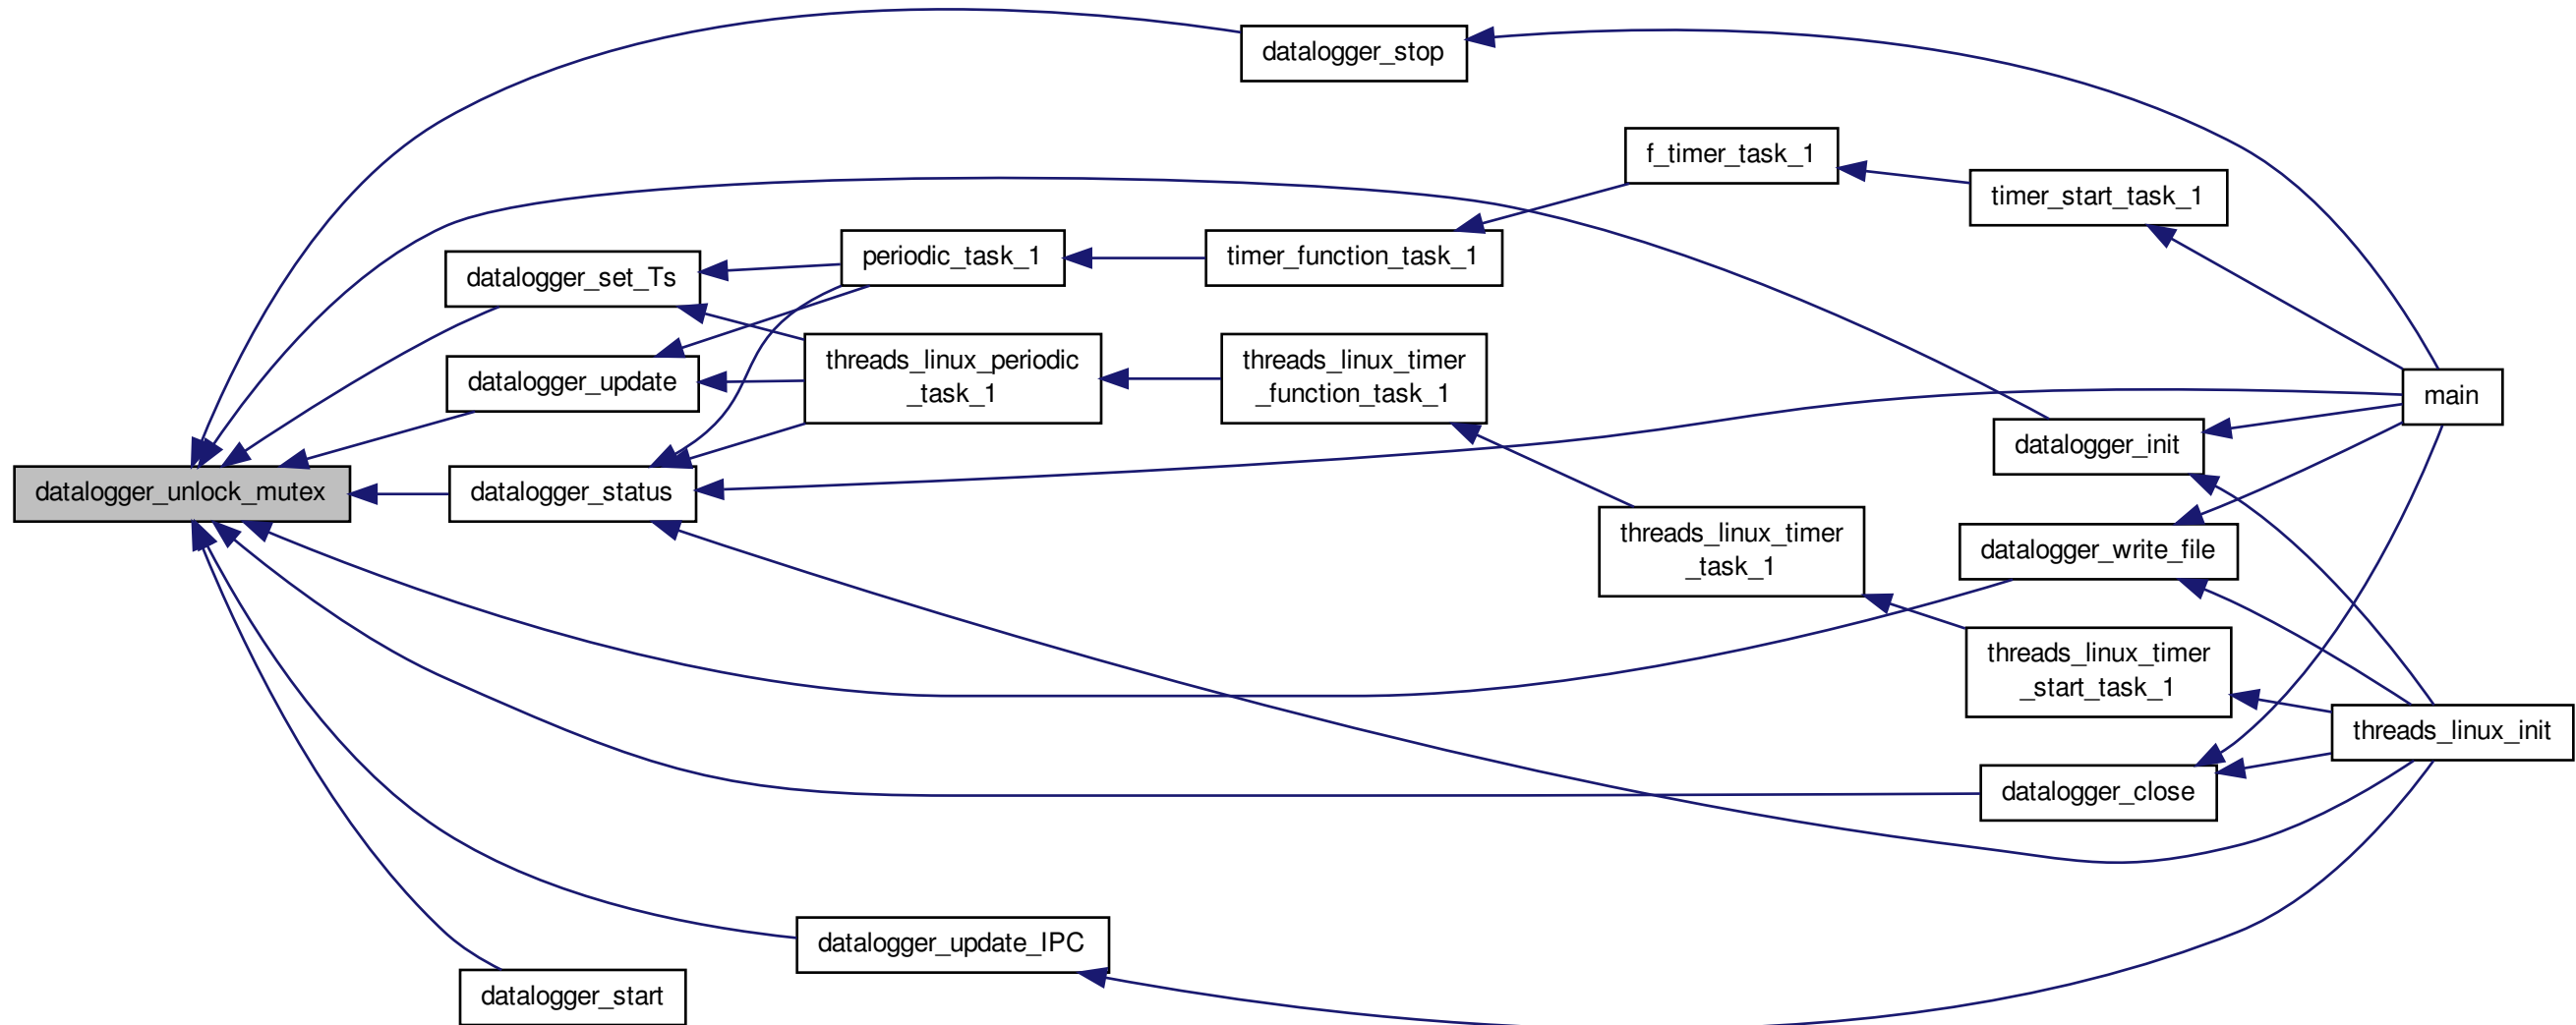 datalogger_stop
f_timer_task_1
timer_start_task_1
periodic_task_1
timer_function_task_1
datalogger_set_Ts
threads_linux_periodic
_task_1
threads_linux_timer
_function_task_1
datalogger_update
main
datalogger_init
datalogger_unlock_mutex
datalogger_status
threads_linux_timer
_task_1
datalogger_write_file
threads_linux_timer
_start_task_1
threads_linux_init
datalogger_close
datalogger_update_IPC
datalogger_start